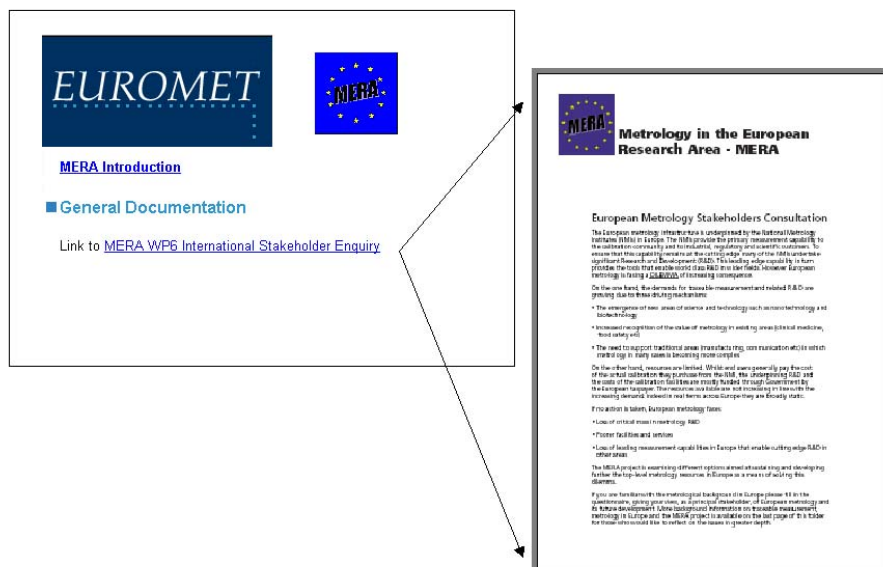 EUROMET
MERA
MERA Introduction
General Documentation
Link to MERA WP6 International Stakeholder Enquiry
MERA
Metrology in the European
Research Area - MERA
European Metrology Stakeholders Consultation
The European metrology infrastructure is underpinned by the National Metrology
Institutes (NMIs) in Europe. The NMIs provide the primary measurement capability to
the calibration community and to industrial, regulatory and scientific customers. To
ensure that this capability remains at the cutting edge many of the NMIs undertake
significant Research and Development (R&D). This leading edge capability in turn
provides the tools that enable world class R&D in wider fields. However European
metrology is facing a DILEMMA, of increasing consequence.
On the one hand, the demands for traceable measurement and related R&D are
growing due to three driving mechanisms:
• The emergence of new areas of science and technology such as nanotechnology and
biotechnology
• Increased recognition of the value of metrology in existing areas (clinical medicine,
food safety etc)
• The need to support traditional areas (manufacturing, communication etc) in which
metrology in many cases is becoming more complex
On the other hand, resources are limited. Whilst end users generally pay the cost
of the actual calibration they purchase from the NMI, the underpinning R&D and
the costs of the calibration facilities are mostly funded through Government by
the European taxpayer. The resources available are not increasing in line with the
increasing demand, indeed in real terms across Europe they are broadly static.
If no action is taken, European metrology faces:
• Loss of critical mass in metrology R&D
• Poorer facilities and services
• Loss of leading measurement capabilities in Europe that enable cutting edge R&D in
other areas
The MERA project is examining different options aimed at sustaining and developing
further the top-level metrology resources in Europe as a means of solving this
dilemma.
If you are familiar with the metrological background in Europe please fill in the
questionnaire, giving your views, as a principal stakeholder, of European metrology and
its future development. More background information on traceable measurement,
metrology in Europe and the MERA project is available on the last page of this folder
for those who would like to reflect on the issues in greater depth.